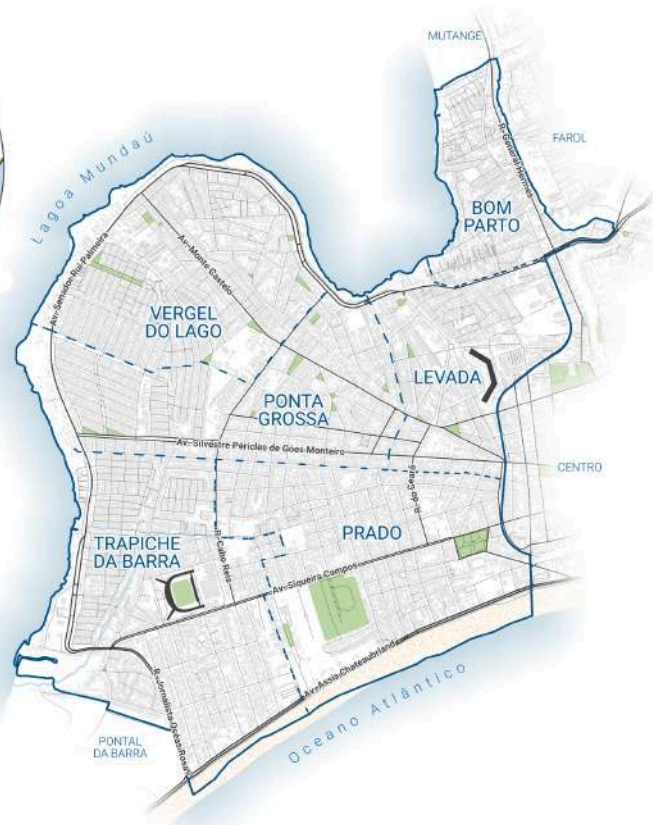 MUTANGE
FAROL
Lagoa Mundaú
R. General Hermes
BOM
PARTO
Av. Senador Rui Palmeira
Av. Monte Castelo
VERGEL
DO LAGO
LEVADA
PONTA
GROSSA
Av. Silvestre Péricles de Góes Monteiro
CENTRO
R. do Ceará
PRADO
R. Cabo Reis
TRAPICHE
DA BARRA
Av. Siqueira Campos
Av. Assis Chateaubriand
R. Jornalista Oséas Rosa
Oceano Atlântico
PONTAL
DA BARRA